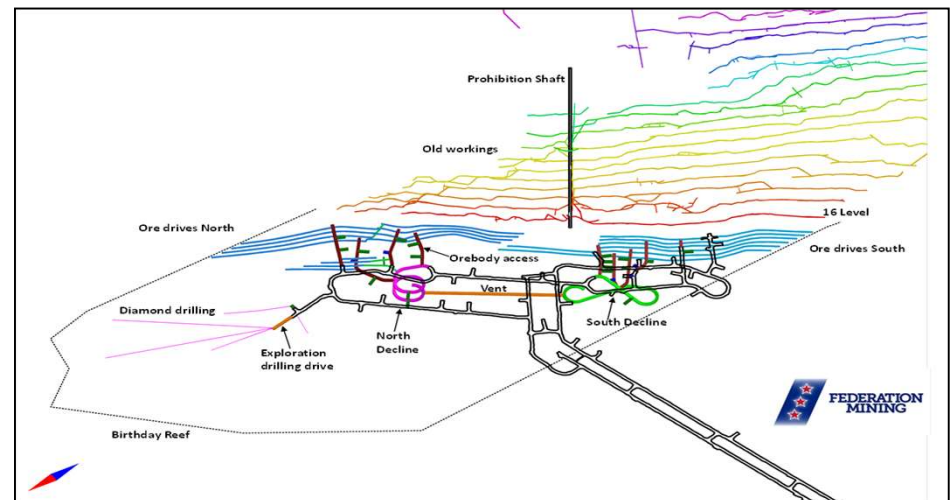 Prohibition Shaft
Old workings
16 Level
Ore drives North
Ore drives South
Orebody access
Vent
Diamond drilling
North
Decline
South Decline
Exploration
drilling drive
FEDERATION
MINING
Birthday Reef